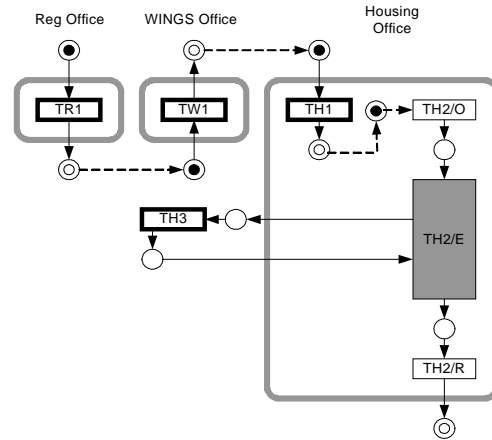 Reg Office
WINGS Office
Housing
Office
TR1
TW1
TH1
TH2/O
TH3
TH2/E
TH2/R